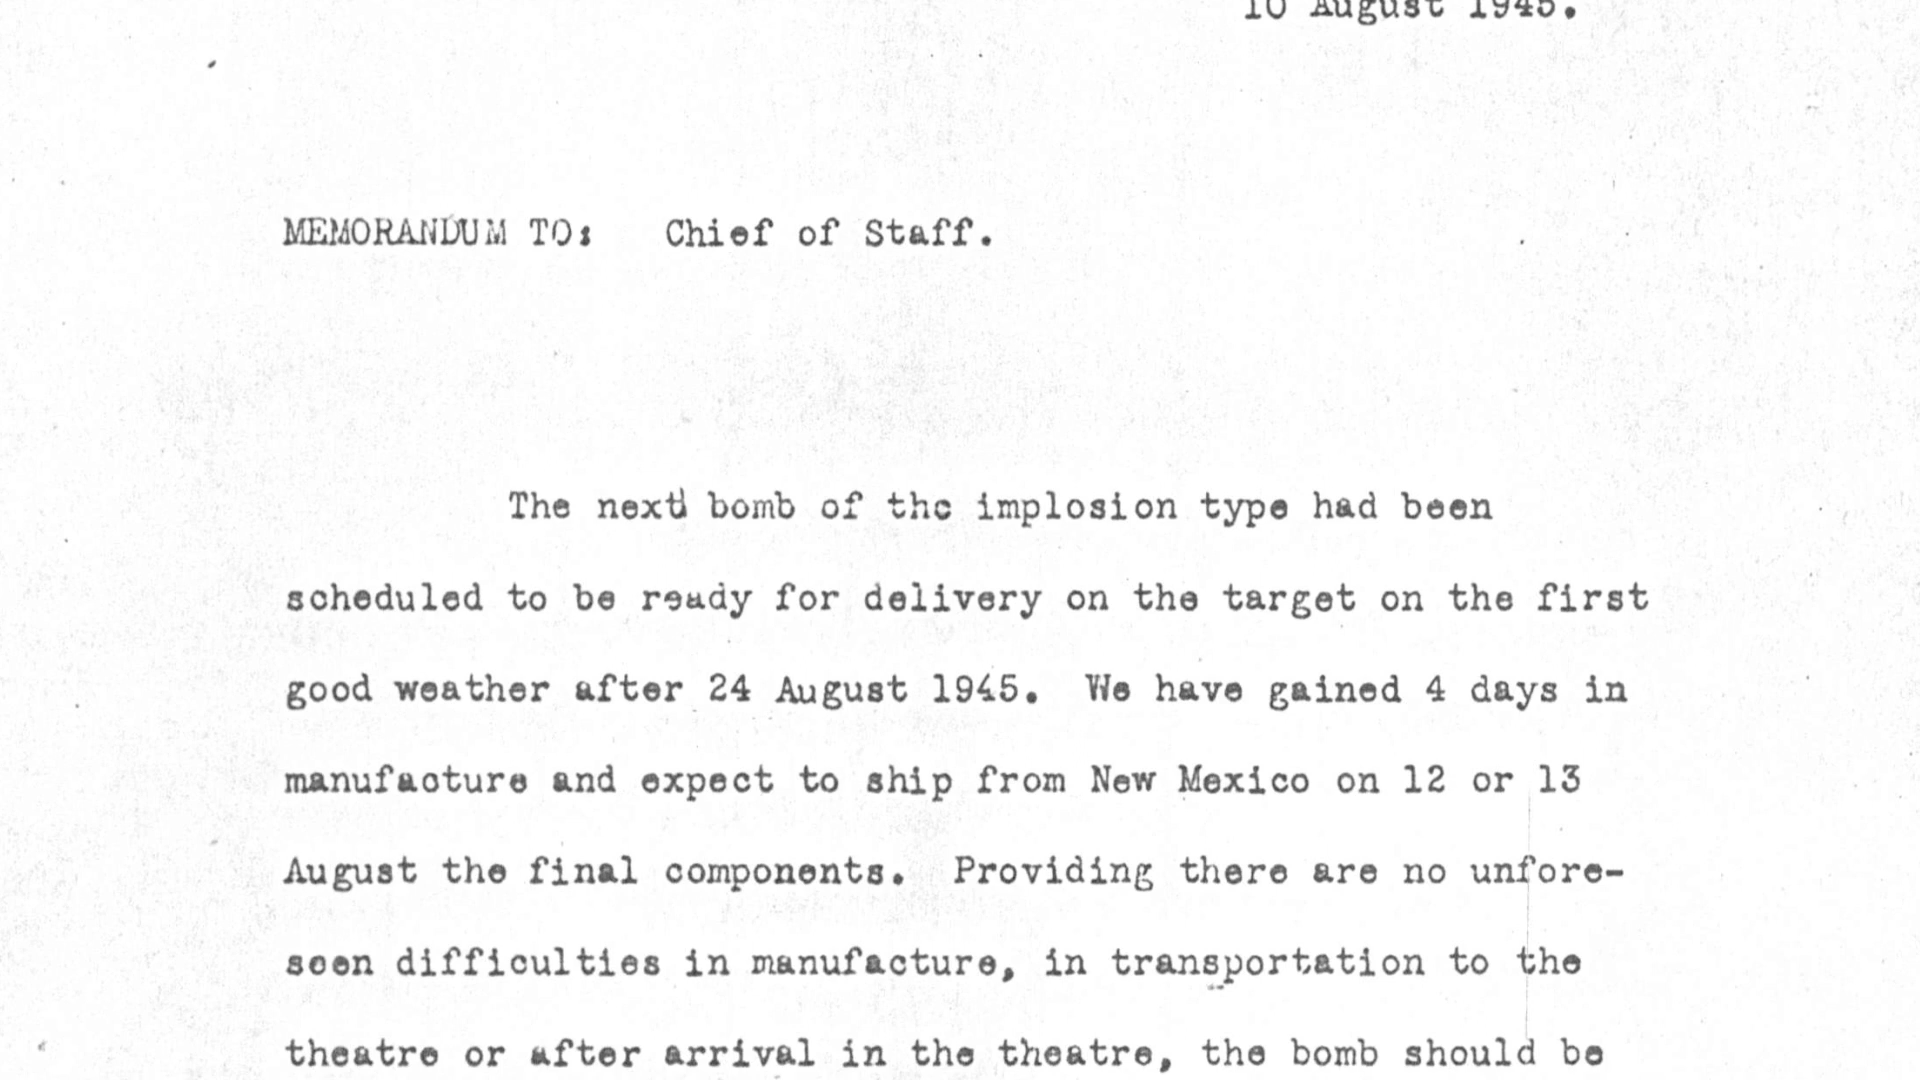 10 August 1945.
MEMORANDUM TO: Chief of Staff.
The next bomb of the implosion type had been
scheduled to be ready for delivery on the target on the first
good weather after 24 August 1945. We have gained 4 days in
manufacture and expect to ship from New Mexico on 12 or 13
August the final components. Providing there are no unfore-
seen difficulties in manufacture, in transportation to the
theatre or after arrival in the theatre, the bomb should be